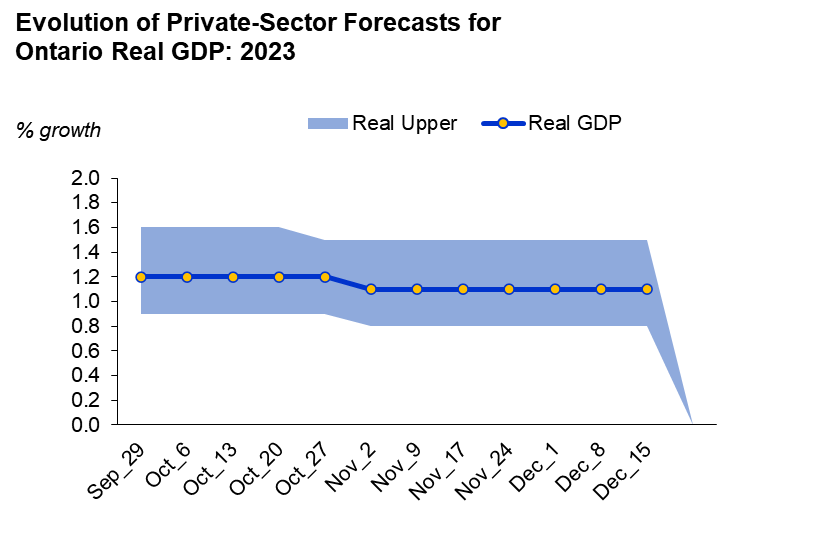 Evolution of Private-Sector Forecasts for
Ontario Real GDP: 2023
% growth
Real Upper
Real GDP
2.0
1.8
1.6
1.4
1.2
1.0
0.8
0.6
0.4
0.2
0.0
Sep_29
Oct_6
Oct_13
Oct_20
Oct_27
Nov_2
Nov_9
Nov_17
Nov_24
Dec_1
Dec_8
Dec_15